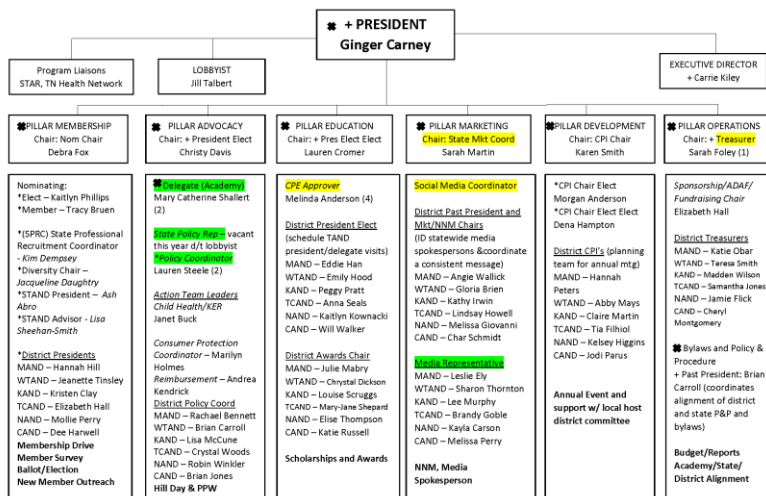 ✖ + PRESIDENT
Ginger Carney
Program Liaisons
STAR, TN Health Network
LOBBYIST
Jill Talbert
EXECUTIVE DIRECTOR
+ Carrie Kiley
✖PILLAR MEMBERSHIP
Chair: Nom Chair
Debra Fox
✖ PILLAR ADVOCACY
Chair: + President Elect
Christy Davis
✖ PILLAR EDUCATION
Chair: + Pres Elect Elect
Lauren Cromer
✖ PILLAR MARKETING
Chair: State Mkt Coord
Sarah Martin
✖PILLAR DEVELOPMENT
Chair: CPI Chair
Karen Smith
✖ PILLAR OPERATIONS
Chair: + Treasurer
Sarah Foley (1)
Nominating:
*Elect – Kaitlyn Phillips
*Member – Tracy Bruen
*(SPRC) State Professional
Recruitment Coordinator
- Kim Dempsey
*Diversity Chair –
Jacqueline Daughtry
*STAND President – Ash
Abro
*STAND Advisor - Lisa
Sheehan-Smith
*District Presidents
MAND – Hannah Hill
WTAND – Jeanette Tinsley
KAND – Kristen Clay
TCAND – Elizabeth Hall
NAND – Mollie Perry
CAND – Dee Harwell
Membership Drive
Member Survey
Ballot/Election
New Member Outreach
✖Delegate (Academy)
Mary Catherine Shallert
(2)
State Policy Rep – vacant
this year d/t lobbyist
*Policy Coordinator
Lauren Steele (2)
Action Team Leaders
Child Health/KER
Janet Buck
Consumer Protection
Coordinator – Marilyn
Holmes
Reimbursement – Andrea
Kendrick
District Policy Coord
MAND – Rachael Bennett
WTAND – Brian Carroll
KAND – Lisa McCune
TCAND – Crystal Woods
NAND – Robin Winkler
CAND – Brian Jones
Hill Day & PPW
CPE Approver
Melinda Anderson (4)
District President Elect
(schedule TAND
president/delegate visits)
MAND – Eddie Han
WTAND – Emily Hood
KAND – Peggy Pratt
TCAND – Anna Seals
NAND – Kaitlyn Kownacki
CAND – Will Walker
District Awards Chair
MAND – Julie Mabry
WTAND – Chrystal Dickson
KAND – Louise Scruggs
TCAND – Mary-Jane Shepard
NAND – Elise Thompson
CAND – Katie Russell
Scholarships and Awards
Social Media Coordinator
District Past President and
Mkt/NNM Chairs
(ID statewide media
spokespersons &coordinate
a consistent message)
MAND – Angie Wallick
WTAND – Gloria Brien
KAND – Kathy Irwin
TCAND – Lindsay Howell
NAND – Melissa Giovanni
CAND – Char Schmidt
Media Representative
MAND – Leslie Ely
WTAND – Sharon Thornton
KAND – Lee Murphy
TCAND – Brandy Goble
NAND – Kayla Carson
CAND – Melissa Perry
NNM, Media
Spokesperson
*CPI Chair Elect
Morgan Anderson
*CPI Chair Elect Elect
Dena Hampton
District CPI's (planning
team for annual mtg)
MAND – Hannah
Peters
WTAND – Abby Mays
KAND – Claire Martin
TCAND – Tia Filhiol
NAND – Kelsey Higgins
CAND – Jodi Parus
Annual Event and
support w/ local host
district committee
Sponsorship/ADAF/
Fundraising Chair
Elizabeth Hall
District Treasurers
MAND – Katie Obar
WTAND – Teresa Smith
KAND – Madden Wilson
TCAND – Samantha Jones
NAND – Jamie Flick
CAND – Cheryl
Montgomery
✖ Bylaws and Policy &
Procedure
+ Past President: Brian
Carroll (coordinates
alignment of district
and state P&P and
bylaws)
Budget/Reports
Academy/State/
District Alignment